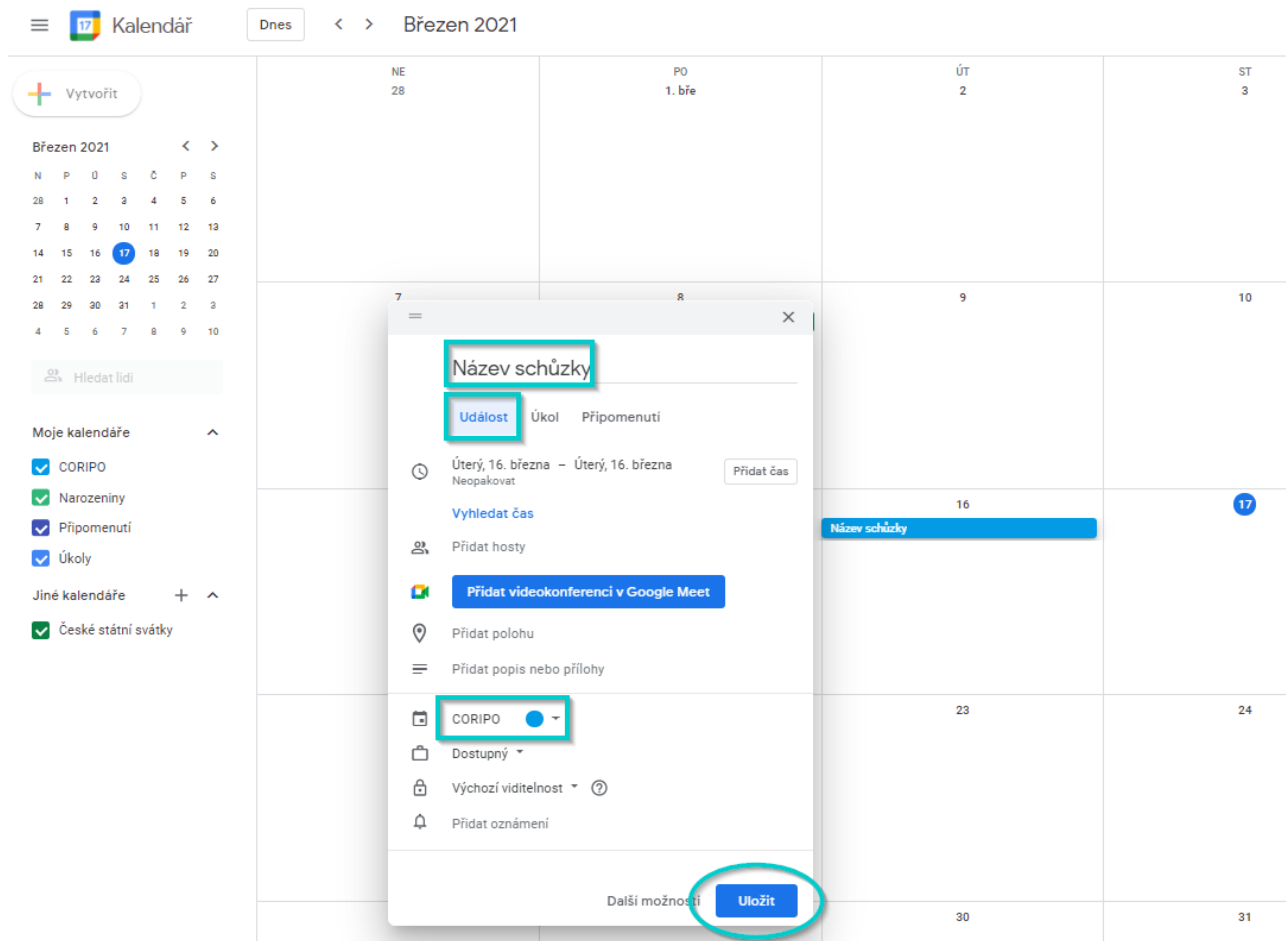 Kalendář
Dnes
Březen 2021
Vytvořit
Březen 2021
N P Ú S Č P S
28 1 2 3 4 5 6
7 8 9 10 11 12 13
14 15 16 17 18 19 20
21 22 23 24 25 26 27
28 29 30 31 1 2 3
4 5 6 7 8 9 10
Hledat lidi
Moje kalendáře
CORIPO
Narozeniny
Připomenutí
Úkoly
Jiné kalendáře
České státní svátky
NE PO ÚT ST
28 1. bře 2 3
7 8 9 10
Název schůzky
Událost Úkol Připomenutí
Úterý, 16. března – Úterý, 16. března
Neopakovat
Přidat čas
Vyhledat čas
Přidat hosty
Přidat videokonferenci v Google Meet
Přidat polohu
Přidat popis nebo přílohy
CORIPO
Dostupný
Výchozí viditelnost
Přidat oznámení
Další možnosti
Uložit
16 17
Název schůzky
23 24
30 31